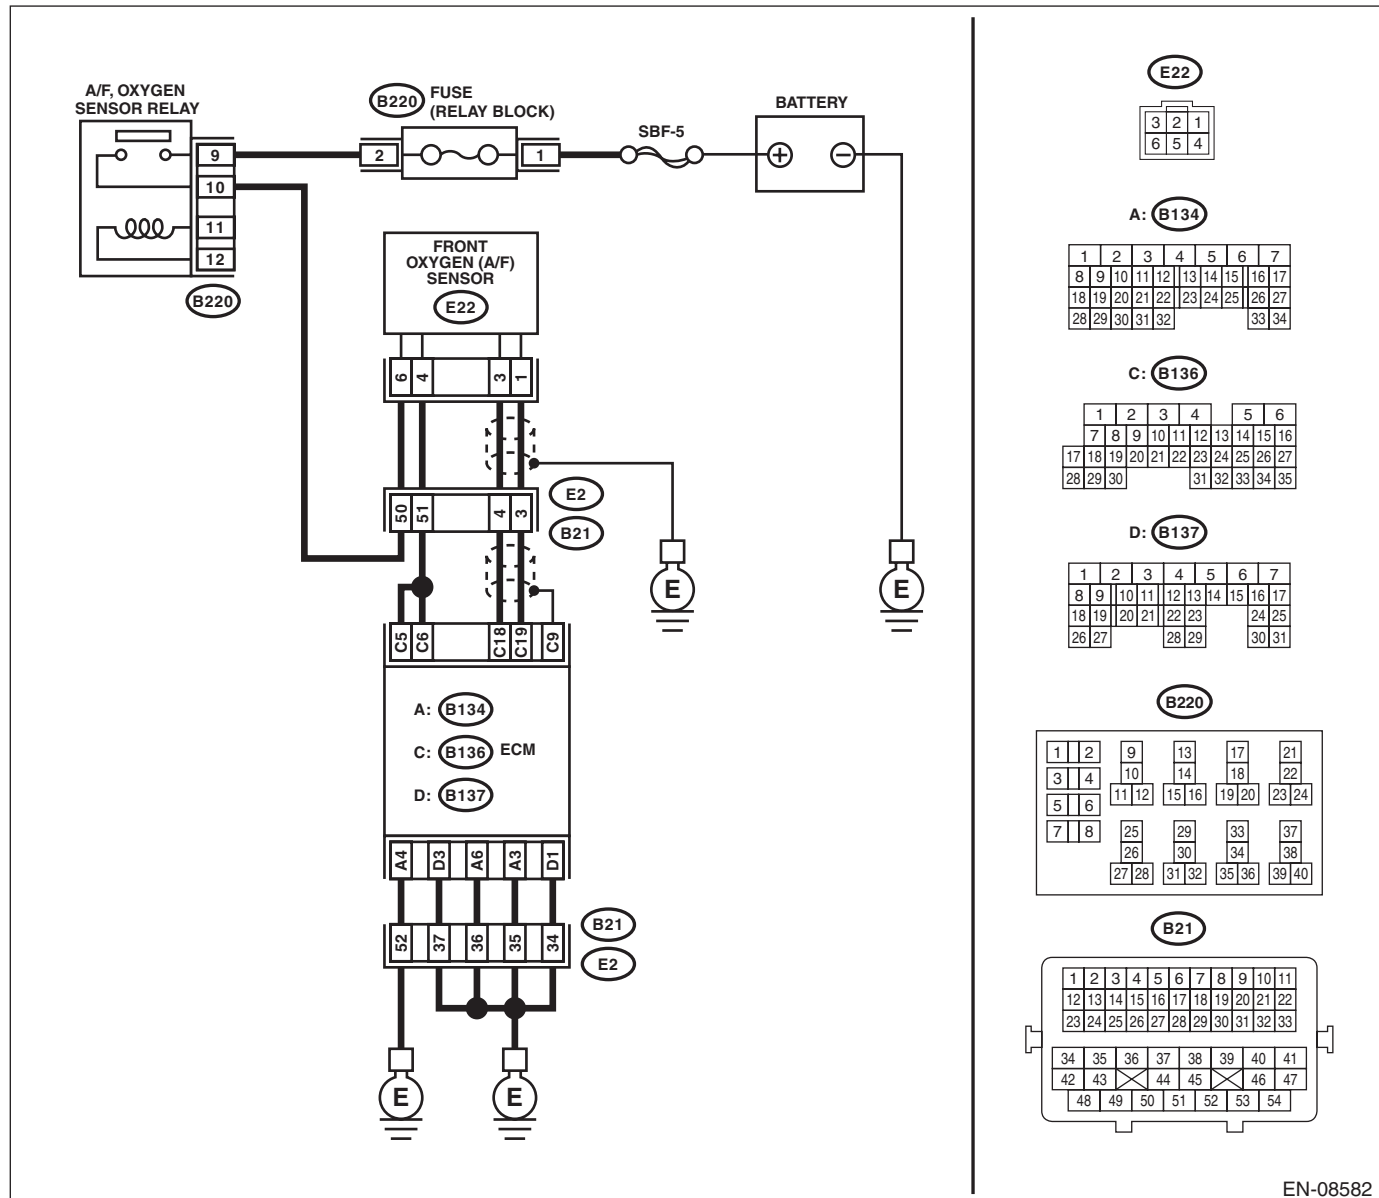 A/F, OXYGEN
SENSOR RELAY
9
10
11
12
B220
B220
FUSE
(RELAY BLOCK)
2
1
SBF-5
BATTERY
+
−
FRONT
OXYGEN (A/F)
SENSOR
E22
6 4 3 1
E2
50 51 4 3
B21
E
E
C5 C6 C18 C19 C9
A: B134
C: B136 ECM
D: B137
A4 D3 A6 A3 D1
B21
52 37 36 35 34
E2
E
E
E22
3 2 1
6 5 4
A: B134
1 2 3 4 5 6 7
8 9 10 11 12 13 14 15 16 17
18 19 20 21 22 23 24 25 26 27
28 29 30 31 32 33 34
C: B136
1 2 3 4 5 6
7 8 9 10 11 12 13 14 15 16
17 18 19 20 21 22 23 24 25 26 27
28 29 30 31 32 33 34 35
D: B137
1 2 3 4 5 6 7
8 9 10 11 12 13 14 15 16 17
18 19 20 21 22 23 24 25
26 27 28 29 30 31
B220
1 2 9 13 17 21
3 4 10 14 18 22
5 6 11 12 15 16 19 20 23 24
7 8 25 29 33 37
26 30 34 38
27 28 31 32 35 36 39 40
B21
1 2 3 4 5 6 7 8 9 10 11
12 13 14 15 16 17 18 19 20 21 22
23 24 25 26 27 28 29 30 31 32 33
34 35 36 37 38 39 40 41
42 43 44 45 46 47
48 49 50 51 52 53 54
EN-08582